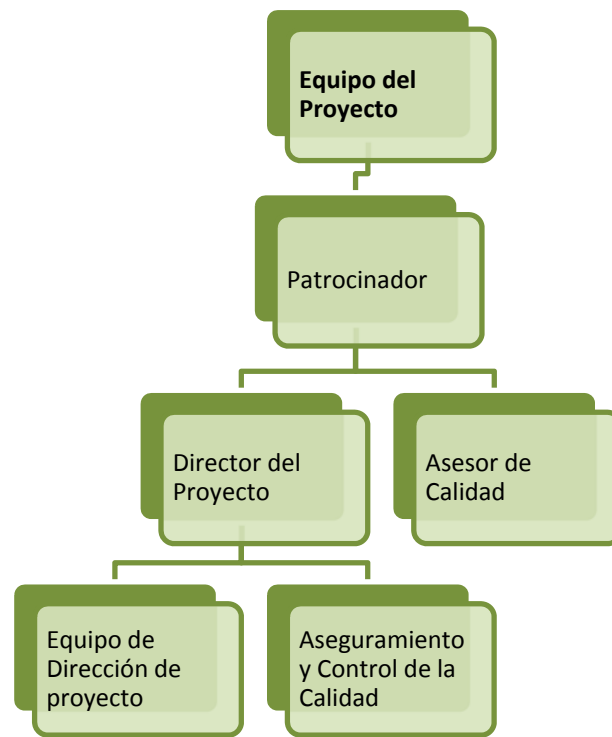 Equipo del
Proyecto
Patrocinador
Director del
Proyecto
Asesor de
Calidad
Equipo de
Dirección de
proyecto
Aseguramiento
y Control de la
Calidad